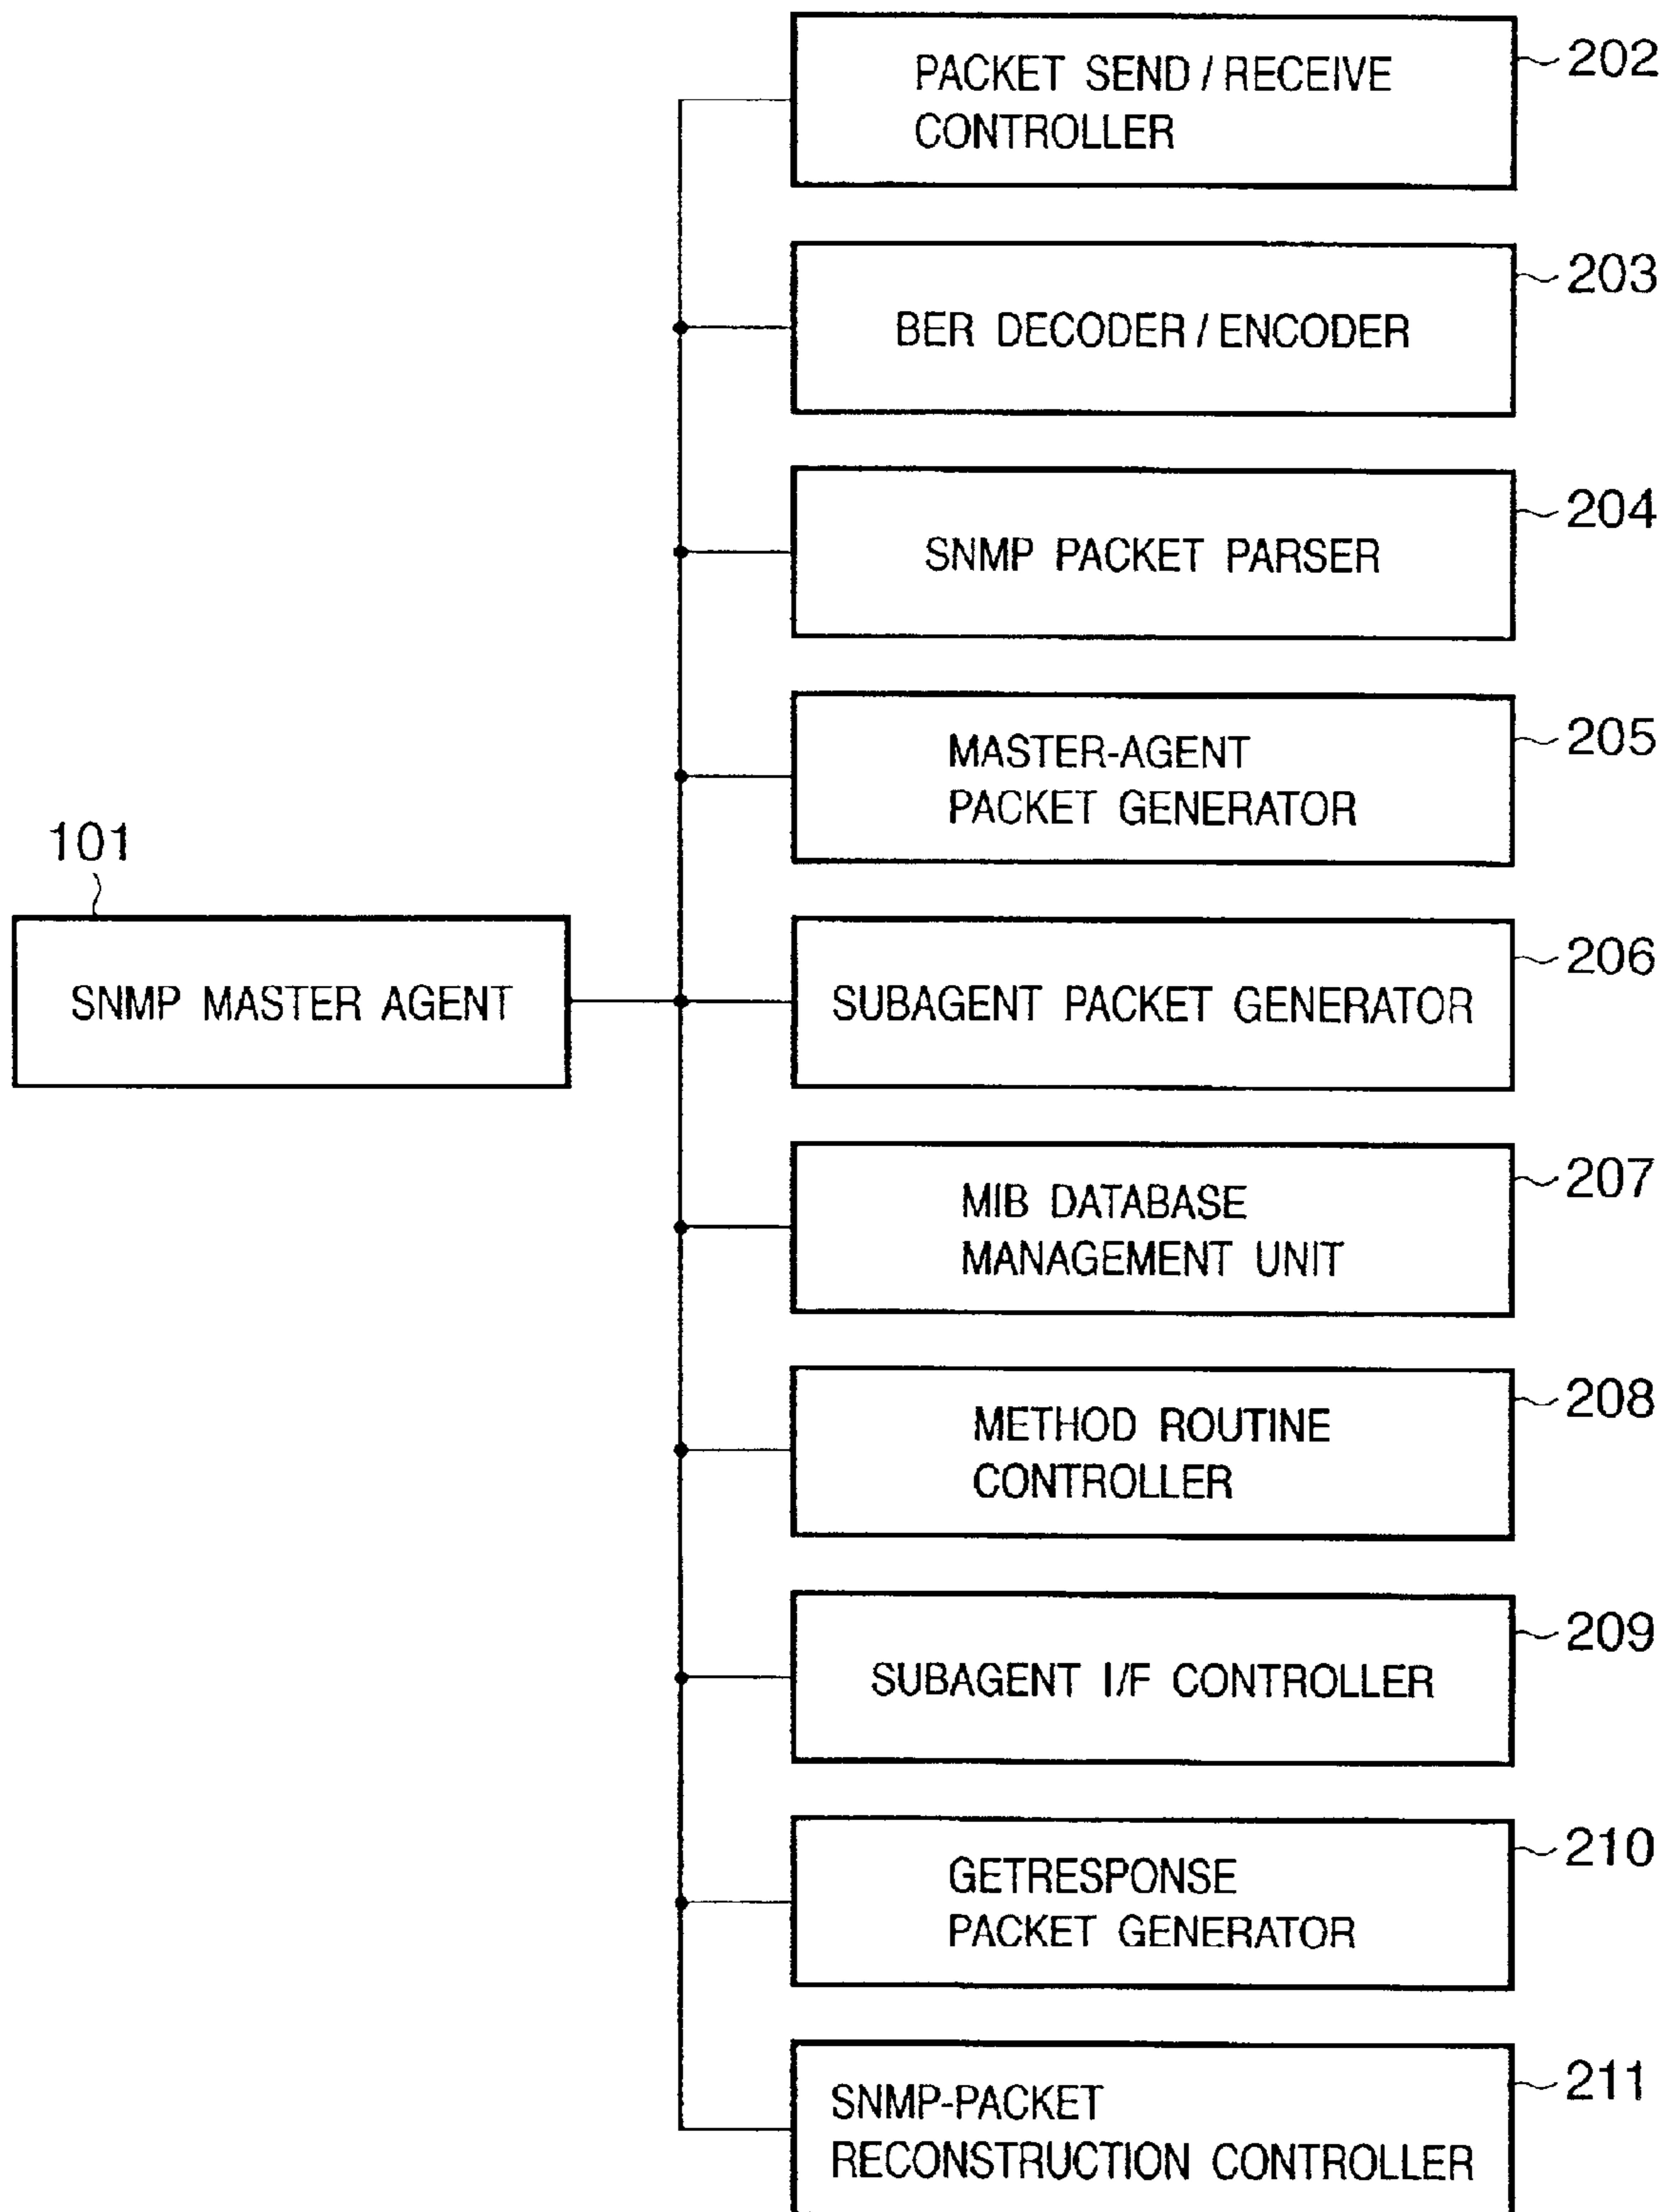 PACKET SEND / RECEIVE
CONTROLLER
202
BER DECODER / ENCODER
203
SNMP PACKET PARSER
204
MASTER-AGENT
PACKET GENERATOR
205
101
SNMP MASTER AGENT
SUBAGENT PACKET GENERATOR
206
MIB DATABASE
MANAGEMENT UNIT
207
METHOD ROUTINE
CONTROLLER
208
SUBAGENT I/F CONTROLLER
209
GETRESPONSE
PACKET GENERATOR
210
SNMP-PACKET
RECONSTRUCTION CONTROLLER
211